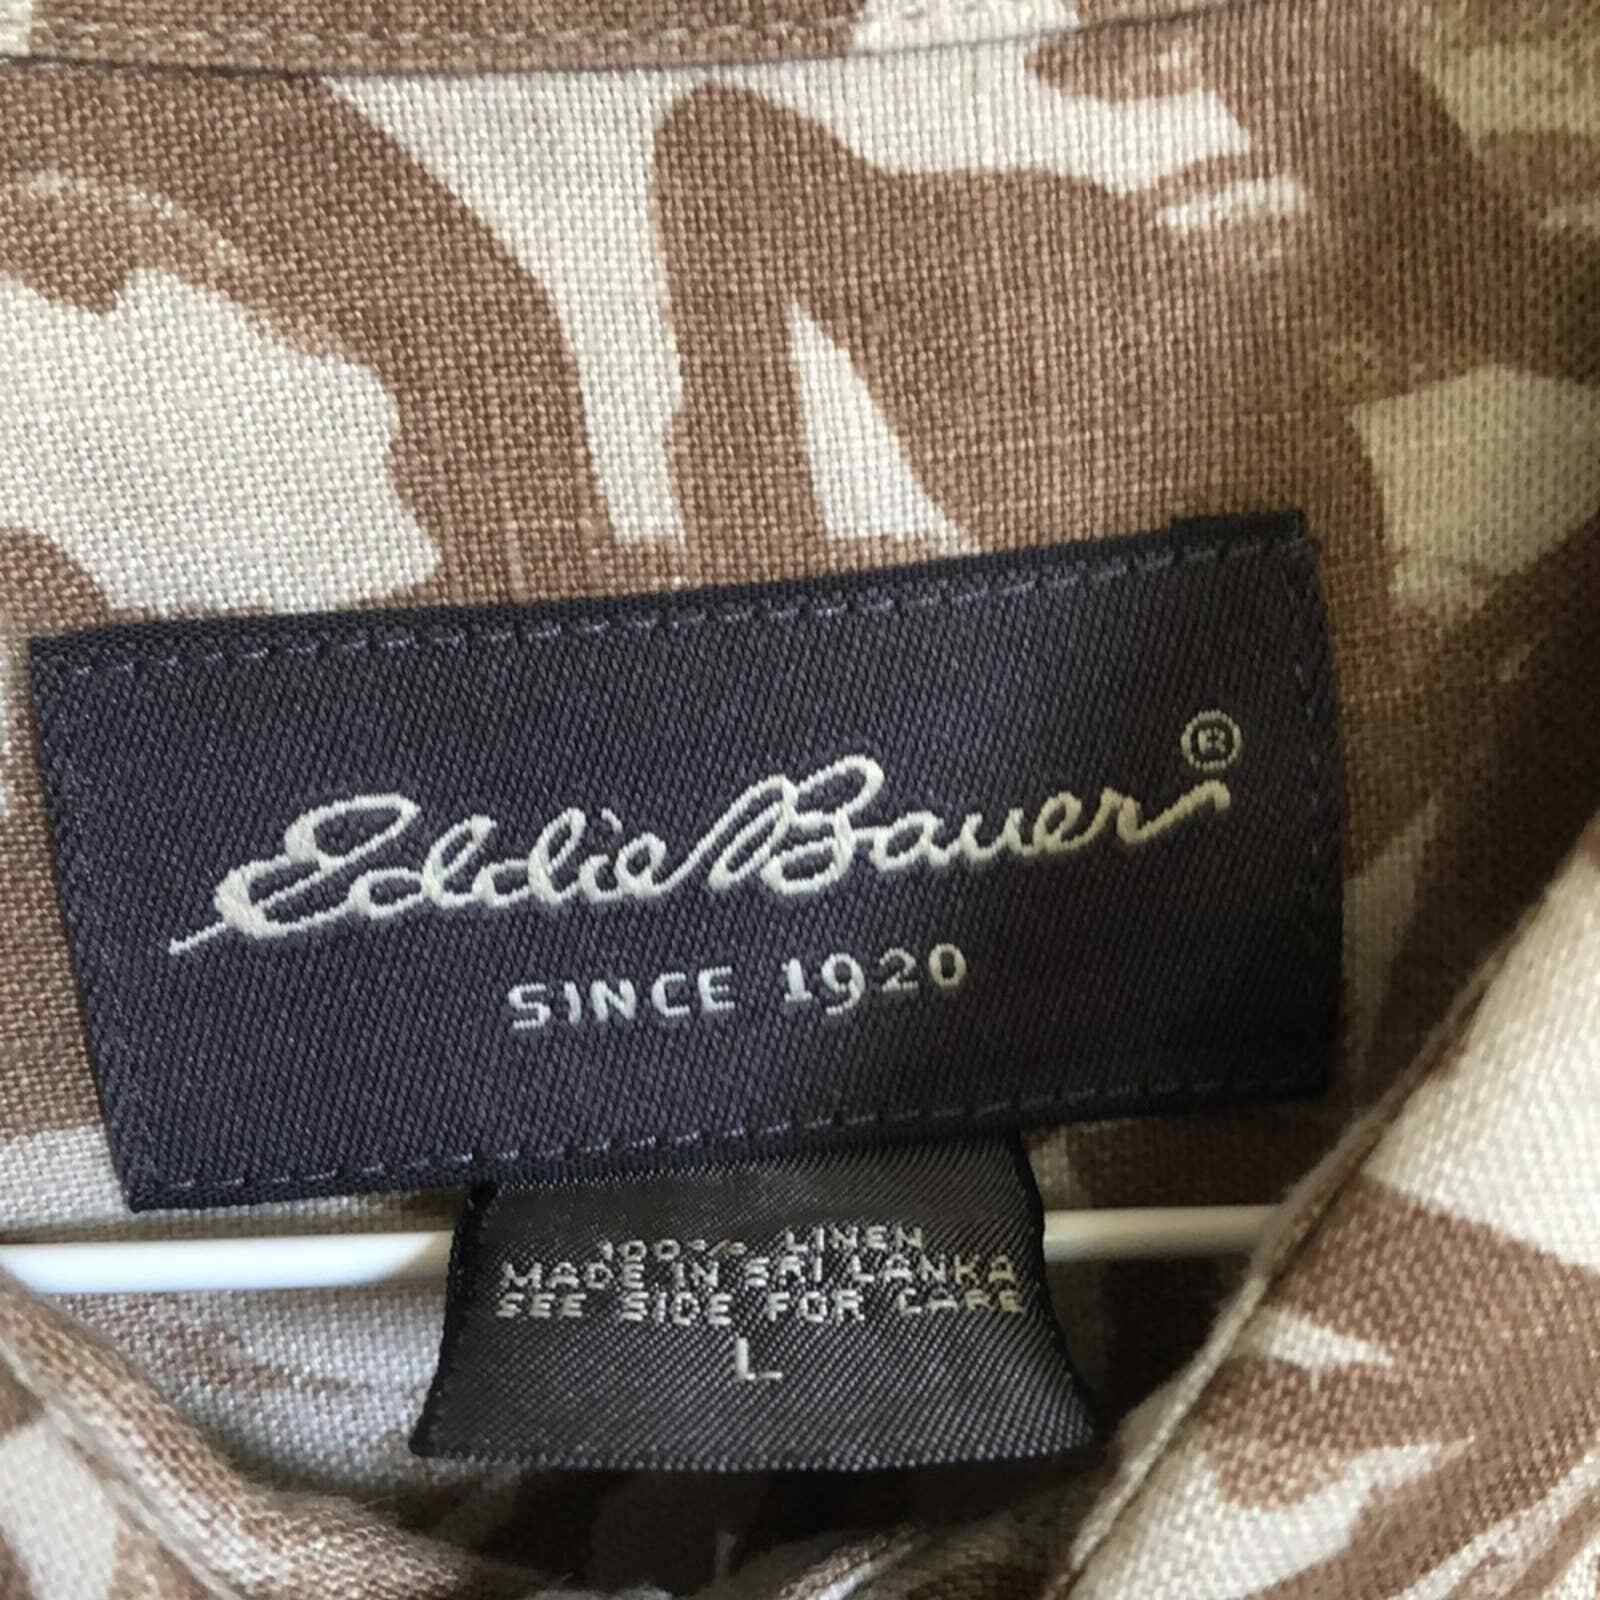 Eddie Bauer®
SINCE 1920
100% LINEN
MADE IN SRI LANKA
SEE SIDE FOR CARE
L